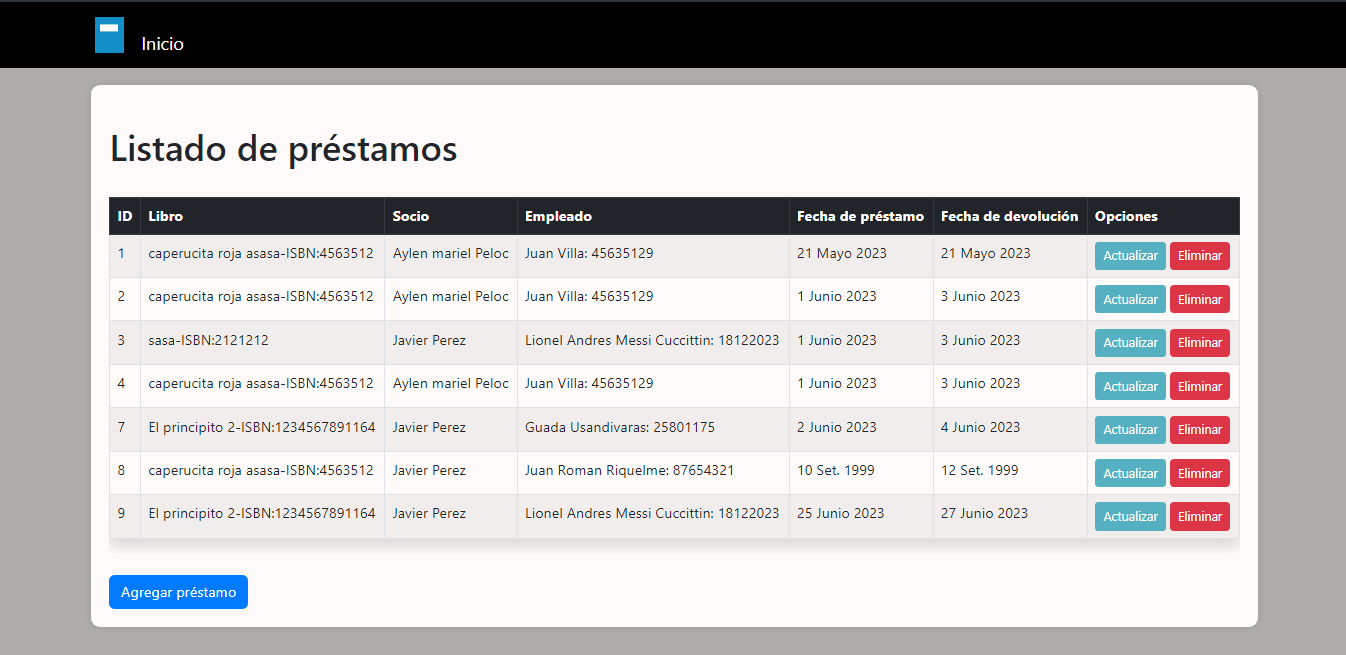 Inicio
Listado de préstamos
ID Libro Socio Empleado Fecha de préstamo Fecha de devolución Opciones
1 caperucita roja asasa-ISBN:4563512 Aylen mariel Peloc Juan Villa: 45635129 21 Mayo 2023 21 Mayo 2023 Actualizar Eliminar
2 caperucita roja asasa-ISBN:4563512 Aylen mariel Peloc Juan Villa: 45635129 1 Junio 2023 3 Junio 2023 Actualizar Eliminar
3 sasa-ISBN:2121212 Javier Perez Lionel Andres Messi Cuccittin: 18122023 1 Junio 2023 3 Junio 2023 Actualizar Eliminar
4 caperucita roja asasa-ISBN:4563512 Aylen mariel Peloc Juan Villa: 45635129 1 Junio 2023 3 Junio 2023 Actualizar Eliminar
7 El principito 2-ISBN:1234567891164 Javier Perez Guada Usandivaras: 25801175 2 Junio 2023 4 Junio 2023 Actualizar Eliminar
8 caperucita roja asasa-ISBN:4563512 Javier Perez Juan Roman Riquelme: 87654321 10 Set. 1999 12 Set. 1999 Actualizar Eliminar
9 El principito 2-ISBN:1234567891164 Javier Perez Lionel Andres Messi Cuccittin: 18122023 25 Junio 2023 27 Junio 2023 Actualizar Eliminar
Agregar préstamo